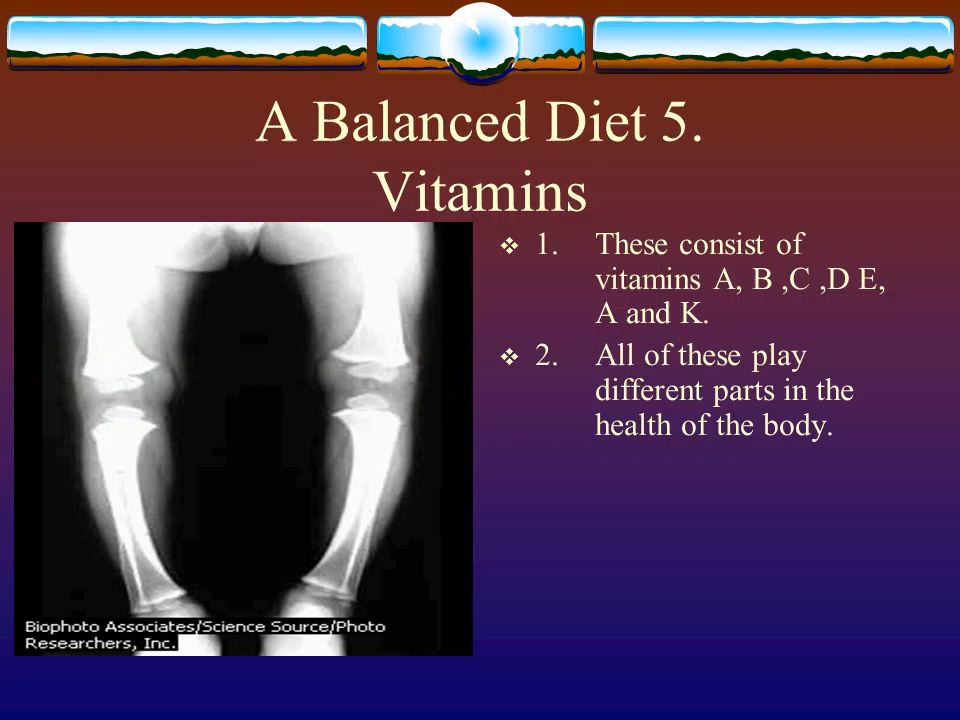 A Balanced Diet 5.
Vitamins
❖ 1. These consist of
vitamins A, B ,C ,D E,
A and K.
❖ 2. All of these play
different parts in the
health of the body.
Biophoto Associates/Science Source/Photo
Researchers, Inc.